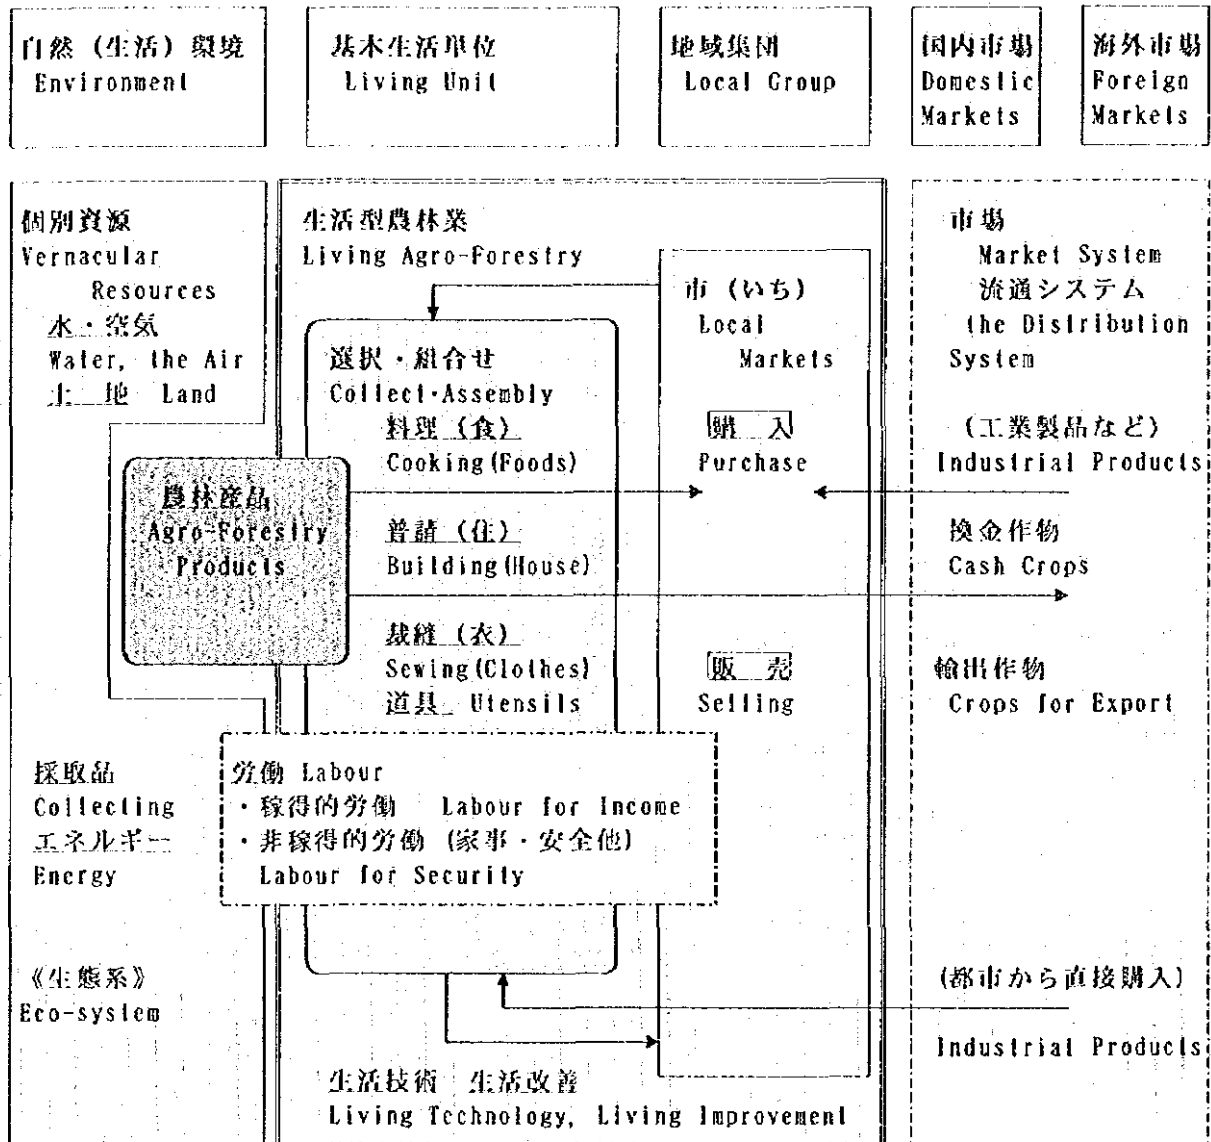 自然（生活）環境
Environment
基本生活単位
Living Unit
地域集団
Local Group
国内市場
Domestic
Markets
海外市場
Foreign
Markets
個別資源
Vernacular
Resources
水・空気
Water, the Air
土 地 Land
農林産品
Agro-Forestry
Products
採取品
Collecting
エネルギー
Energy
《生態系》
Eco-system
生活型農林業
Living Agro-Forestry
選択・組合せ
Collect・Assembly
料理（食）
Cooking(Foods)
普請（住）
Building(House)
裁縫（衣）
Sewing(Clothes)
道具 Utensils
労働 Labour
・稼得的労働 Labour for Income
・非稼得的労働（家事・安全他）
Labour for Security
生活技術 生活改善
Living Technology, Living Improvement
市（いち）
Local
Markets
購 入
Purchase
販 売
Selling
市場
Market System
流通システム
the Distribution
System
（工業製品など）
Industrial Products
換金作物
Cash Crops
輸出作物
Crops for Export
（都市から直接購入）
Industrial Products